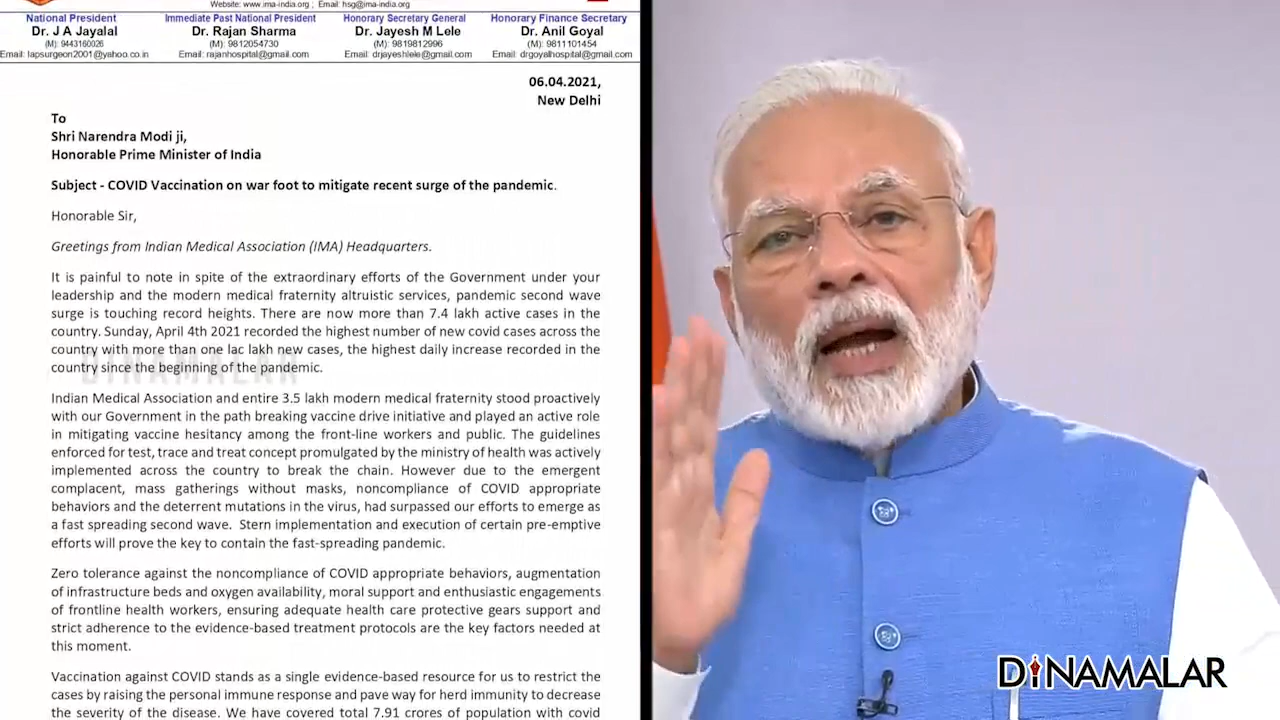 Website: www.ima-india.org ; Email: hsg@ima-india.org
National President
Dr. J A Jayalal
(M): 9443160026
Email: lapsurgeon2001@yahoo.co.in
Immediate Past National President
Dr. Rajan Sharma
(M): 9812054730
Email: rajanhospital@gmail.com
Honorary Secretary General
Dr. Jayesh M Lele
(M): 9819812996
Email: drjayeshlele@gmail.com
Honorary Finance Secretary
Dr. Anil Goyal
(M): 9811101454
Email: drgoyalhospital@gmail.com
06.04.2021,
New Delhi
To
Shri Narendra Modi ji,
Honorable Prime Minister of India
Subject - COVID Vaccination on war foot to mitigate recent surge of the pandemic.
Honorable Sir,
Greetings from Indian Medical Association (IMA) Headquarters.
It is painful to note in spite of the extraordinary efforts of the Government under your
leadership and the modern medical fraternity altruistic services, pandemic second wave
surge is touching record heights. There are now more than 7.4 lakh active cases in the
country. Sunday, April 4th 2021 recorded the highest number of new covid cases across the
country with more than one lac lakh new cases, the highest daily increase recorded in the
country since the beginning of the pandemic.
DINAMALAR
Indian Medical Association and entire 3.5 lakh modern medical fraternity stood proactively
with our Government in the path breaking vaccine drive initiative and played an active role
in mitigating vaccine hesitancy among the front-line workers and public. The guidelines
enforced for test, trace and treat concept promulgated by the ministry of health was actively
implemented across the country to break the chain. However due to the emergent
complacent, mass gatherings without masks, noncompliance of COVID appropriate
behaviors and the deterrent mutations in the virus, had surpassed our efforts to emerge as
a fast spreading second wave. Stern implementation and execution of certain pre-emptive
efforts will prove the key to contain the fast-spreading pandemic.
Zero tolerance against the noncompliance of COVID appropriate behaviors, augmentation
of infrastructure beds and oxygen availability, moral support and enthusiastic engagements
of frontline health workers, ensuring adequate health care protective gears support and
strict adherence to the evidence-based treatment protocols are the key factors needed at
this moment.
Vaccination against COVID stands as a single evidence-based resource for us to restrict the
cases by raising the personal immune response and pave vay for herd immunity to decrease
the severity of the disease. We have covered total 7.91 crores of population with covid
DINAMALAR